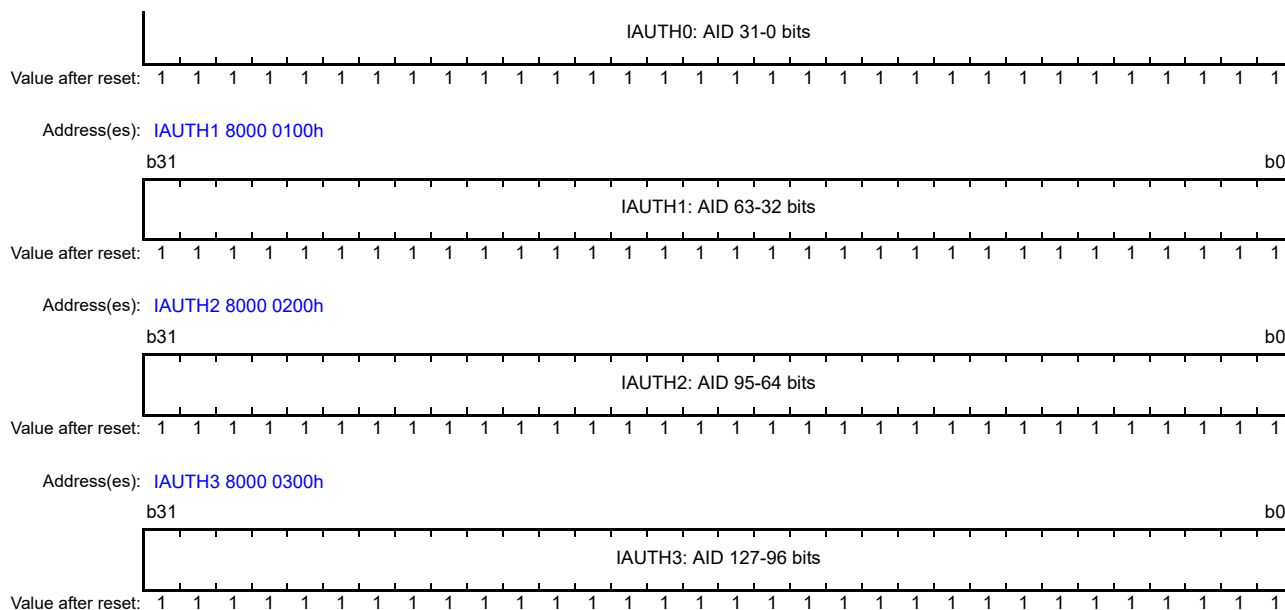 IAUTH0: AID 31-0 bits
Value after reset: 1 1 1 1 1 1 1 1 1 1 1 1 1 1 1 1 1 1 1 1 1 1 1 1 1 1 1 1 1 1 1 1
Address(es): IAUTH1 8000 0100h
b31 b0
IAUTH1: AID 63-32 bits
Value after reset: 1 1 1 1 1 1 1 1 1 1 1 1 1 1 1 1 1 1 1 1 1 1 1 1 1 1 1 1 1 1 1 1
Address(es): IAUTH2 8000 0200h
b31 b0
IAUTH2: AID 95-64 bits
Value after reset: 1 1 1 1 1 1 1 1 1 1 1 1 1 1 1 1 1 1 1 1 1 1 1 1 1 1 1 1 1 1 1 1
Address(es): IAUTH3 8000 0300h
b31 b0
IAUTH3: AID 127-96 bits
Value after reset: 1 1 1 1 1 1 1 1 1 1 1 1 1 1 1 1 1 1 1 1 1 1 1 1 1 1 1 1 1 1 1 1